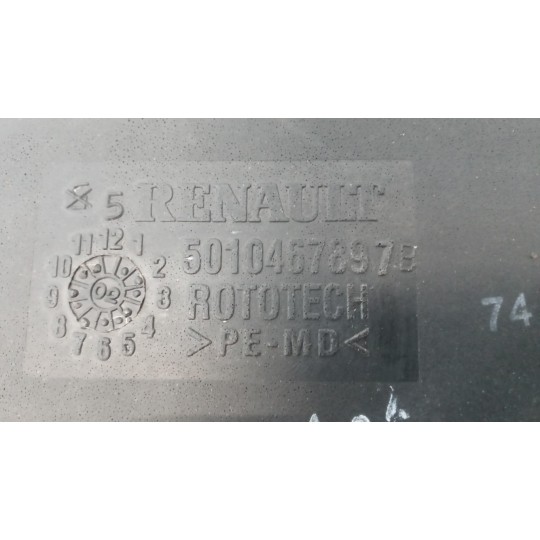 5 RENAULT
11 12 1
10 2 5010467697B
9 02 3 ROTOTECH
8 4 >PE-MD<
7 6 5
74